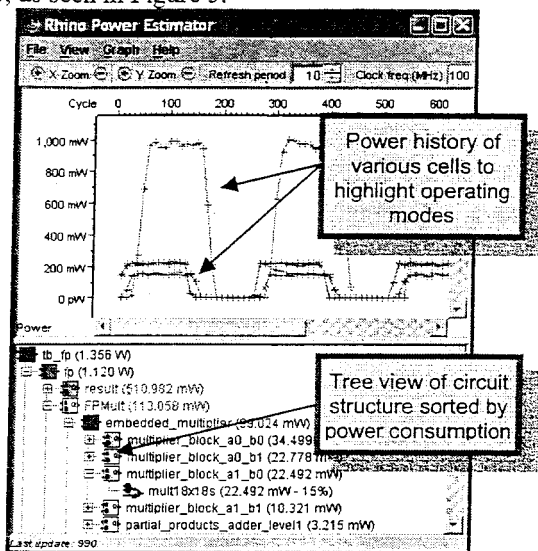 , as seen in Figure 3.
Rhino Power Estimator
File View Graph Help
X Zoom Y Zoom Refresh period 10 Clock freq (MHz) 100
Cycle 0 100 200 300 400 500 600
1,000 mW
800 mW
600 mW
400 mW
200 mW
0 pW
Power
Power history of
various cells to
highlight operating
modes
tb_fp (1.356 W)
fp (1.120 W)
result (510.982 mW)
FPMult (113.058 mW)
embedded_multiplier
multiplier_block_a0_b0 (34.499
multiplier_block_a0_b1 (22.778
multiplier_block_a1_b0 (22.492 mW)
mult18x18s (22.492 mW - 15%)
multiplier_block_a1_b1 (10.321 mW)
partial_products_adder_level1 (3.215 mW)
Tree view of circuit
structure sorted by
power consumption
Last update: 990